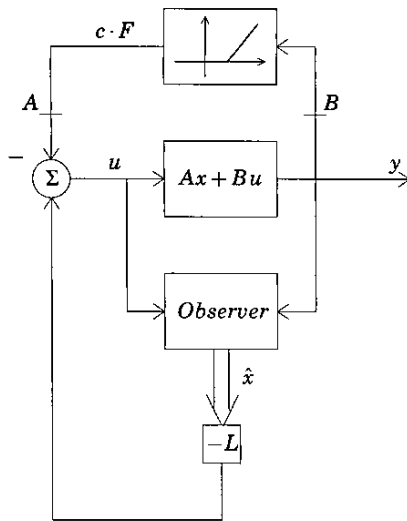 c · F
A
B
−
Σ
u
Ax + Bu
y
Observer
x̂
−L